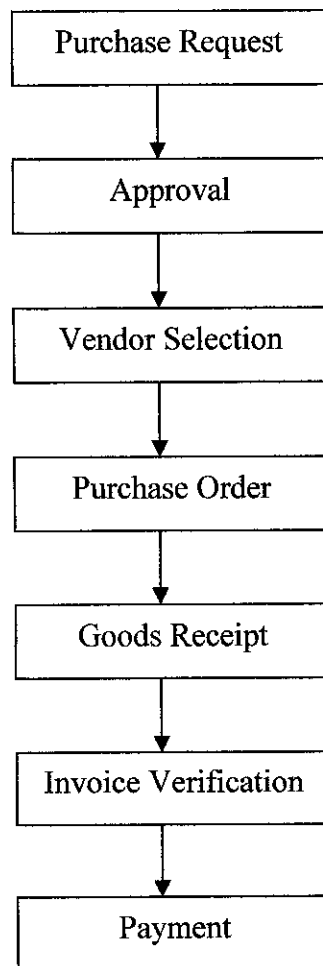 Purchase Request
Approval
Vendor Selection
Purchase Order
Goods Receipt
Invoice Verification
Payment